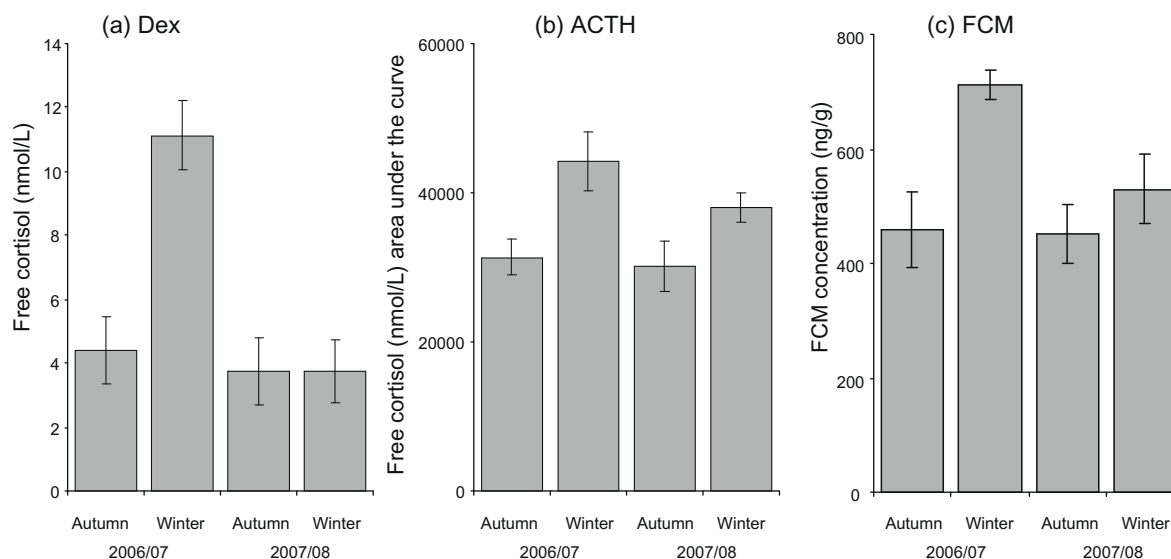 (a) Dex
Free cortisol (nmol/L)
14
12
10
8
6
4
2
0
Autumn Winter Autumn Winter
2006/07 2007/08
(b) ACTH
Free cortisol (nmol/L) area under the curve
60000
40000
20000
0
Autumn Winter Autumn Winter
2006/07 2007/08
(c) FCM
FCM concentration (ng/g)
800
600
400
200
0
Autumn Winter Autumn Winter
2006/07 2007/08